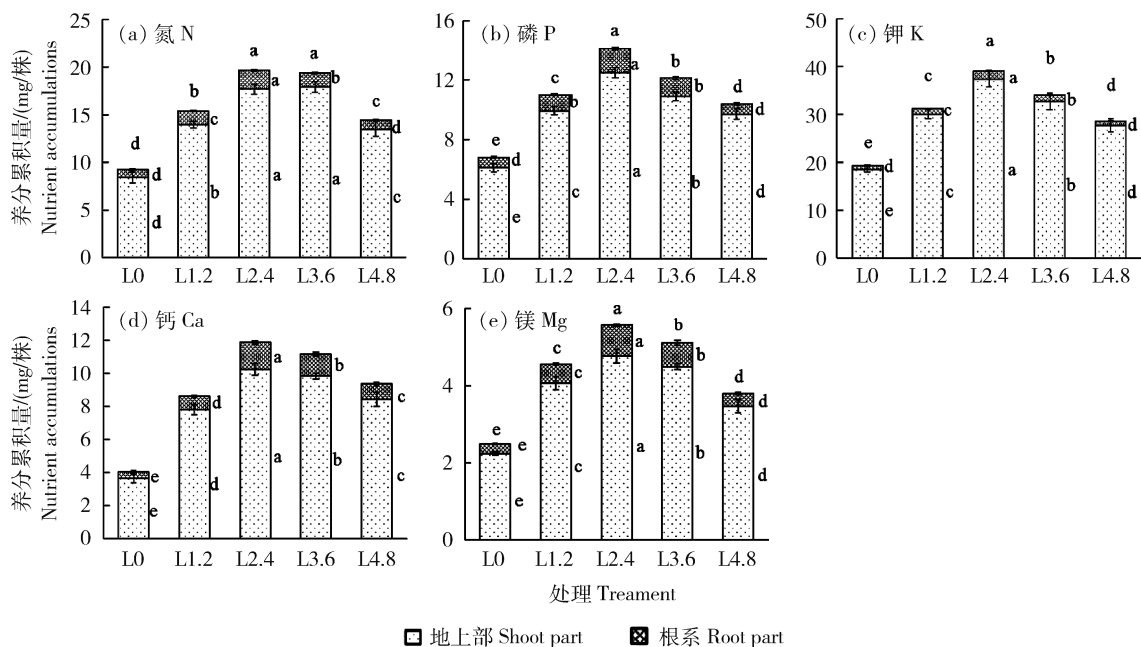 养分累积量/(mg/株)
Nutrient accumulations
(a) 氮 N
25
20
15
10
5
0
d
d
d
b
c
b
a
a
a
a
b
a
c
d
c
L0 L1.2 L2.4 L3.6 L4.8
(b) 磷 P
16
12
8
4
0
e
d
e
c
b
c
a
a
a
b
b
b
d
d
d
L0 L1.2 L2.4 L3.6 L4.8
(c) 钾 K
50
40
30
20
10
0
e
d
e
c
c
c
a
a
a
b
b
b
d
d
d
L0 L1.2 L2.4 L3.6 L4.8
养分累积量/(mg/株)
Nutrient accumulations
(d) 钙 Ca
14
12
10
8
6
4
2
0
e
e
d
d
a
a
b
b
c
c
L0 L1.2 L2.4 L3.6 L4.8
(e) 镁 Mg
6
4
2
0
e
e
e
c
c
c
a
a
a
b
b
b
d
d
d
L0 L1.2 L2.4 L3.6 L4.8
处理 Treament
地上部 Shoot part 根系 Root part